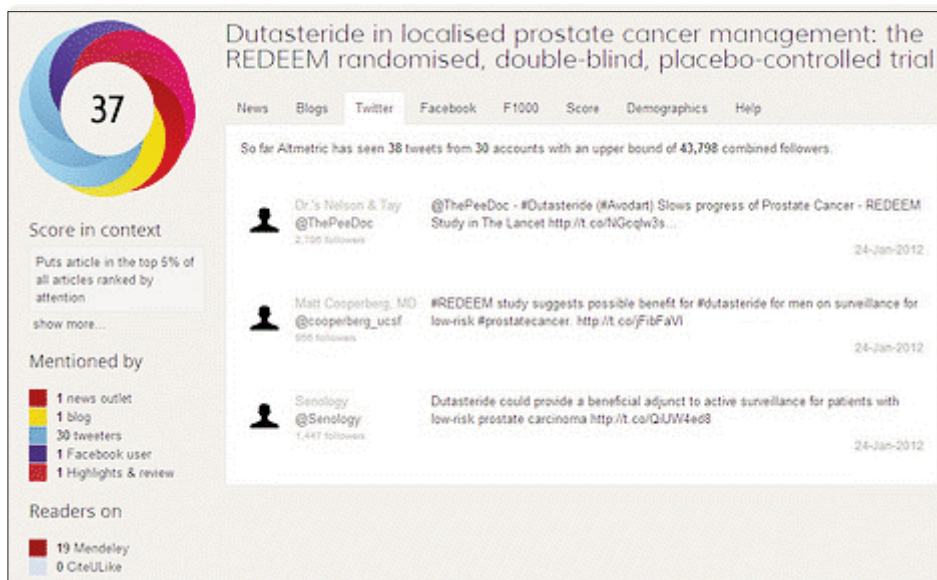 Dutasteride in localised prostate cancer management: the
REDEEM randomised, double-blind, placebo-controlled trial
37
News Blogs Twitter Facebook F1000 Score Demographics Help
So far Altmetric has seen 38 tweets from 30 accounts with an upper bound of 43,798 combined followers.
Dr.'s Nelson & Tay
@ThePeeDoc
followers
@ThePeeDoc - #Dutasteride (#Avodart) Slows progress of Prostate Cancer - REDEEM
Study in The Lancet
24-Jan-2012
Score in context
Puts article in the top 5% of
all articles ranked by
attention
show more...
Matt Cooperberg, MD
@cooperberg_ucsf
followers
#REDEEM study suggests possible benefit for #dutasteride for men on surveillance for
low-risk #prostatecancer. http://t.co/jFibFaVI
24-Jan-2012
Mentioned by
1 news outlet
1 blog
30 tweeters
1 Facebook user
1 Highlights & review
Senology
@Senology
1,447 followers
Dutasteride could provide a beneficial adjunct to active surveillance for patients with
low-risk prostate carcinoma http://t.co/QiUW4ed8
24-Jan-2012
Readers on
19 Mendeley
0 CiteULike